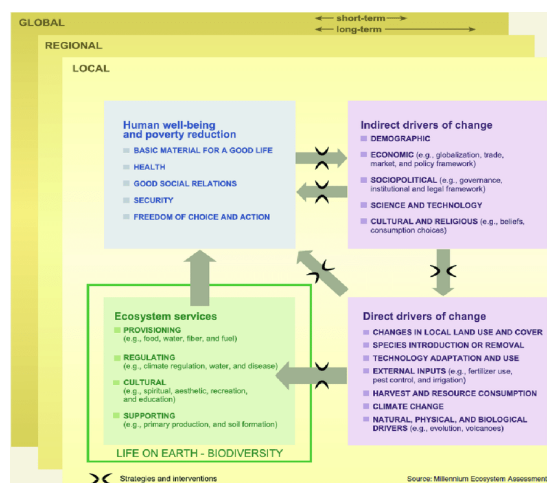 GLOBAL
short-term
long-term
REGIONAL
LOCAL
Human well-being
and poverty reduction
BASIC MATERIAL FOR A GOOD LIFE
HEALTH
GOOD SOCIAL RELATIONS
SECURITY
FREEDOM OF CHOICE AND ACTION
Indirect drivers of change
DEMOGRAPHIC
ECONOMIC (e.g., globalization, trade,
market, and policy framework)
SOCIOPOLITICAL (e.g., governance,
institutional and legal framework)
SCIENCE AND TECHNOLOGY
CULTURAL AND RELIGIOUS (e.g., beliefs,
consumption choices)
Ecosystem services
PROVISIONING
(e.g., food, water, fiber, and fuel)
REGULATING
(e.g., climate regulation, water, and disease)
CULTURAL
(e.g., spiritual, aesthetic, recreation,
and education)
SUPPORTING
(e.g., primary production, and soil formation)
LIFE ON EARTH - BIODIVERSITY
Direct drivers of change
CHANGES IN LOCAL LAND USE AND COVER
SPECIES INTRODUCTION OR REMOVAL
TECHNOLOGY ADAPTATION AND USE
EXTERNAL INPUTS (e.g., fertilizer use,
pest control, and irrigation)
HARVEST AND RESOURCE CONSUMPTION
CLIMATE CHANGE
NATURAL, PHYSICAL, AND BIOLOGICAL
DRIVERS (e.g., evolution, volcanoes)
Strategies and interventions
Source: Millennium Ecosystem Assessment